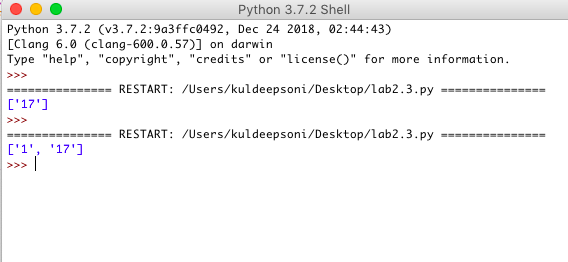 Python 3.7.2 Shell
Python 3.7.2 (v3.7.2:9a3ffc0492, Dec 24 2018, 02:44:43)
[Clang 6.0 (clang-600.0.57)] on darwin
Type "help", "copyright", "credits" or "license()" for more information.
>>>
=============== RESTART: /Users/kuldeepsoni/Desktop/lab2.3.py ===============
['17']
>>>
=============== RESTART: /Users/kuldeepsoni/Desktop/lab2.3.py ===============
['1', '17']
>>>